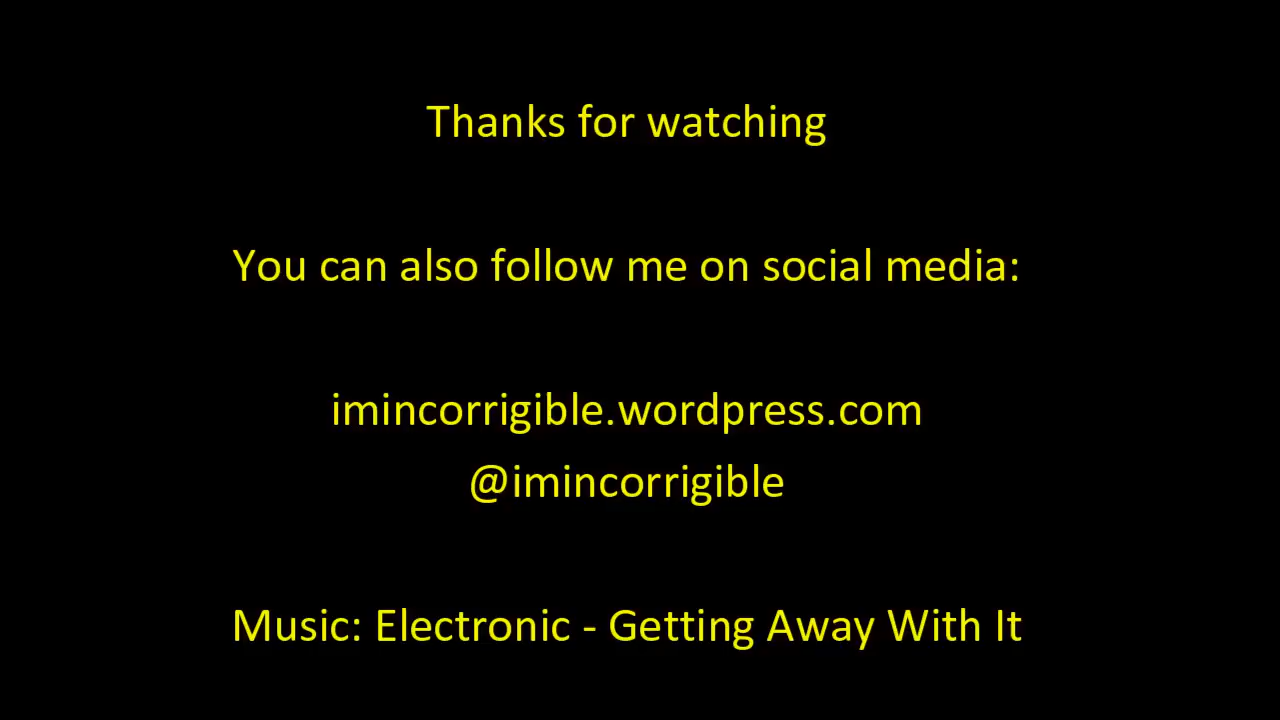 Thanks for watching
You can also follow me on social media:
imincorrigible.wordpress.com
@imincorrigible
Music: Electronic - Getting Away With It